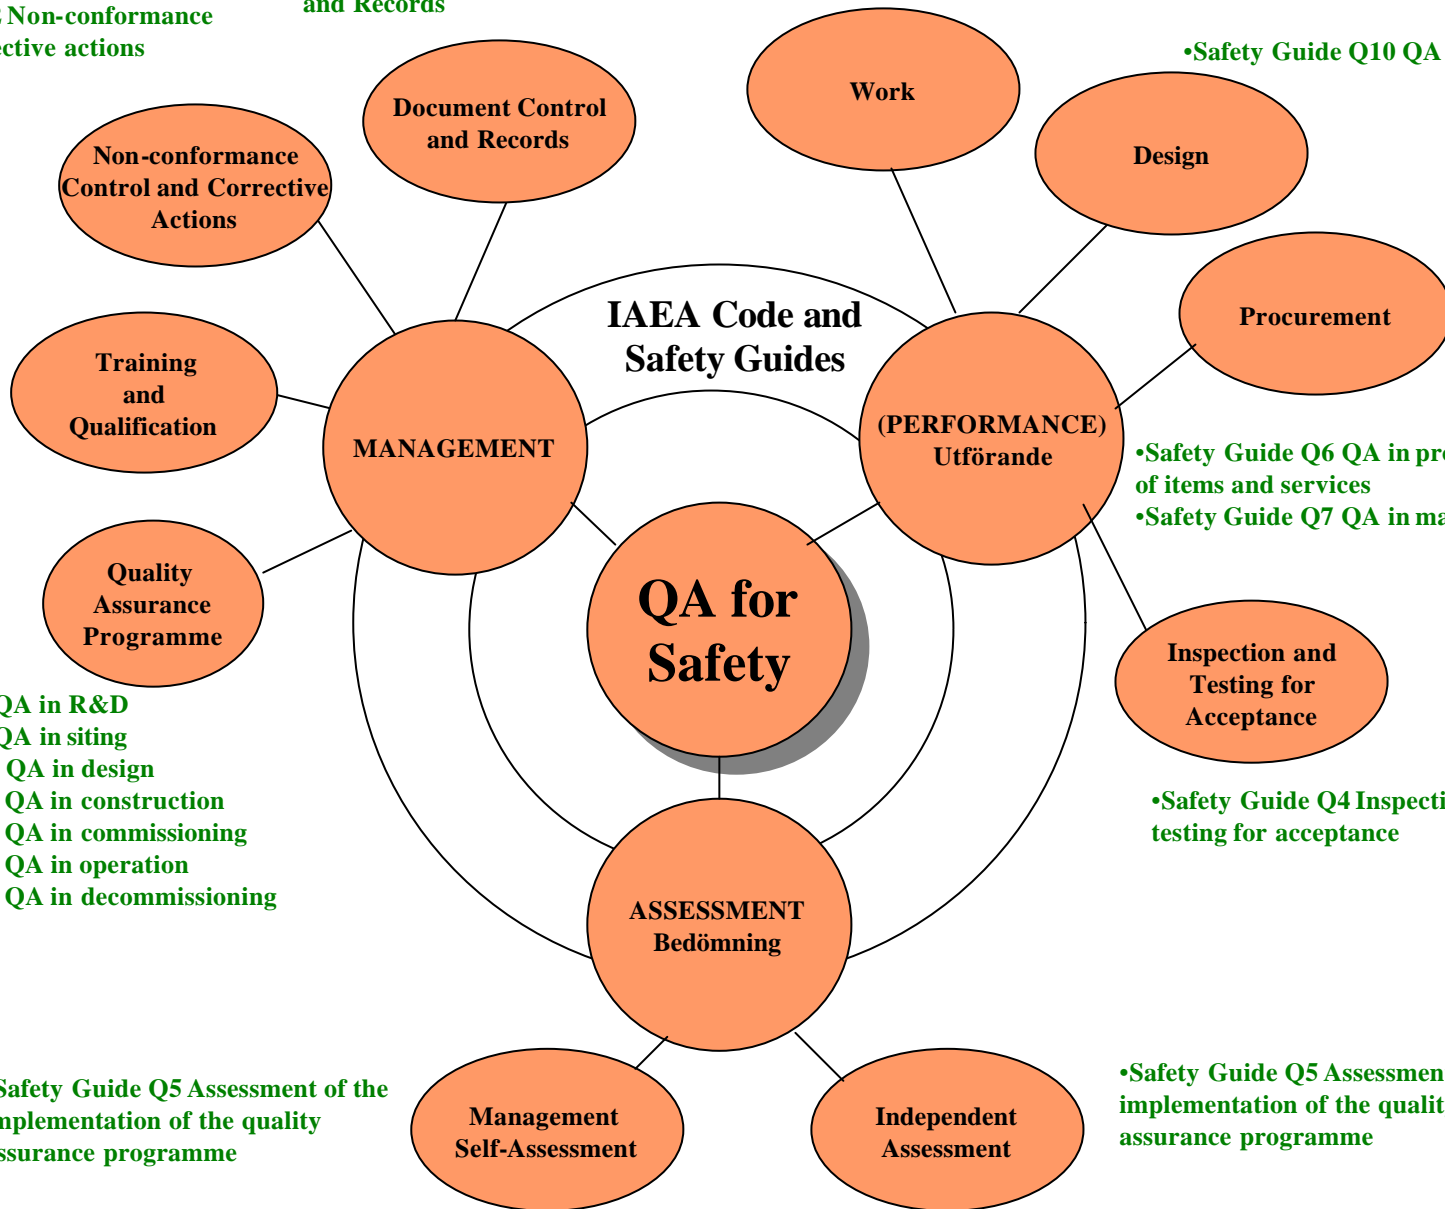 Non-conformance
ective actions
and Records
•Safety Guide Q10 QA
Document Control
and Records
Work
Design
Non-conformance
Control and Corrective
Actions
Training
and
Qualification
IAEA Code and
Safety Guides
Procurement
MANAGEMENT
(PERFORMANCE)
Utförande
•Safety Guide Q6 QA in pro
of items and services
•Safety Guide Q7 QA in ma
Quality
Assurance
Programme
QA for
Safety
Inspection and
Testing for
Acceptance
QA in R&D
QA in siting
QA in design
QA in construction
QA in commissioning
QA in operation
QA in decommissioning
•Safety Guide Q4 Inspecti
testing for acceptance
ASSESSMENT
Bedömning
Safety Guide Q5 Assessment of the
mplementation of the quality
ssurance programme
Management
Self-Assessment
Independent
Assessment
•Safety Guide Q5 Assessmen
implementation of the qualit
assurance programme